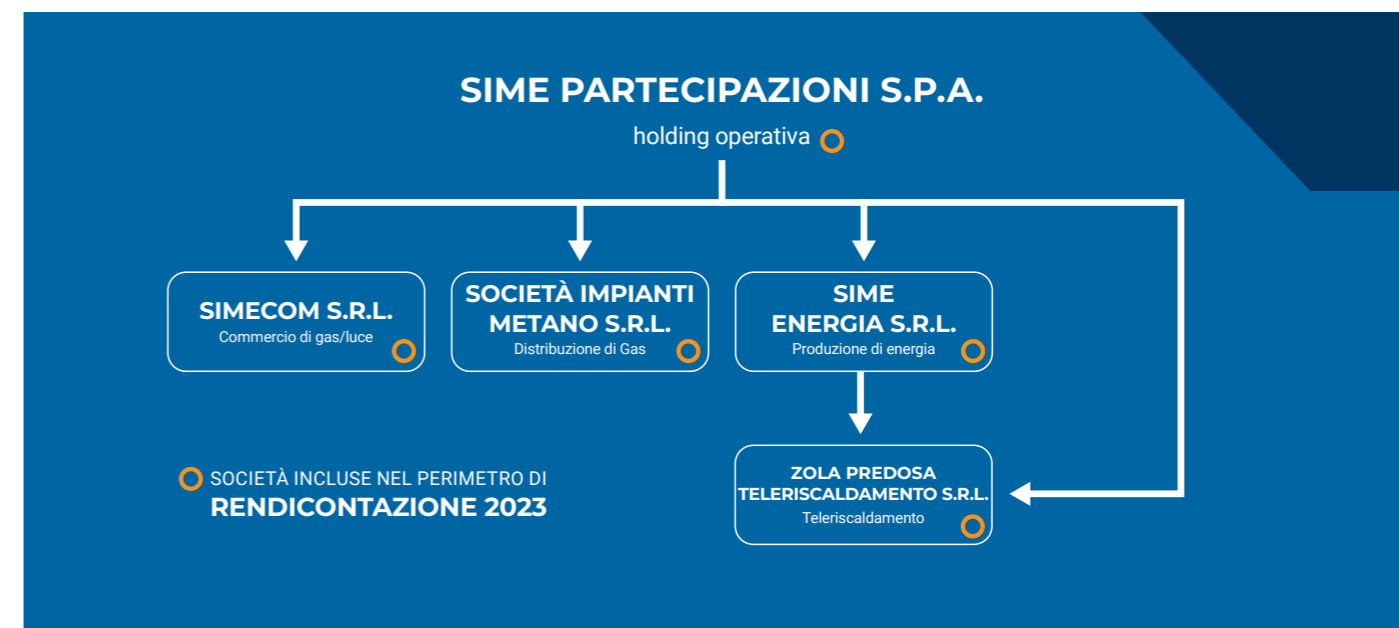 SIME PARTECIPAZIONI S.P.A.
holding operativa
SIMECOM S.R.L.
Commercio di gas/luce
SOCIETÀ IMPIANTI
METANO S.R.L.
Distribuzione di Gas
SIME
ENERGIA S.R.L.
Produzione di energia
ZOLA PREDOSA
TELERISCALDAMENTO S.R.L.
Teleriscaldamento
SOCIETÀ INCLUSE NEL PERIMETRO DI
RENDICONTAZIONE 2023